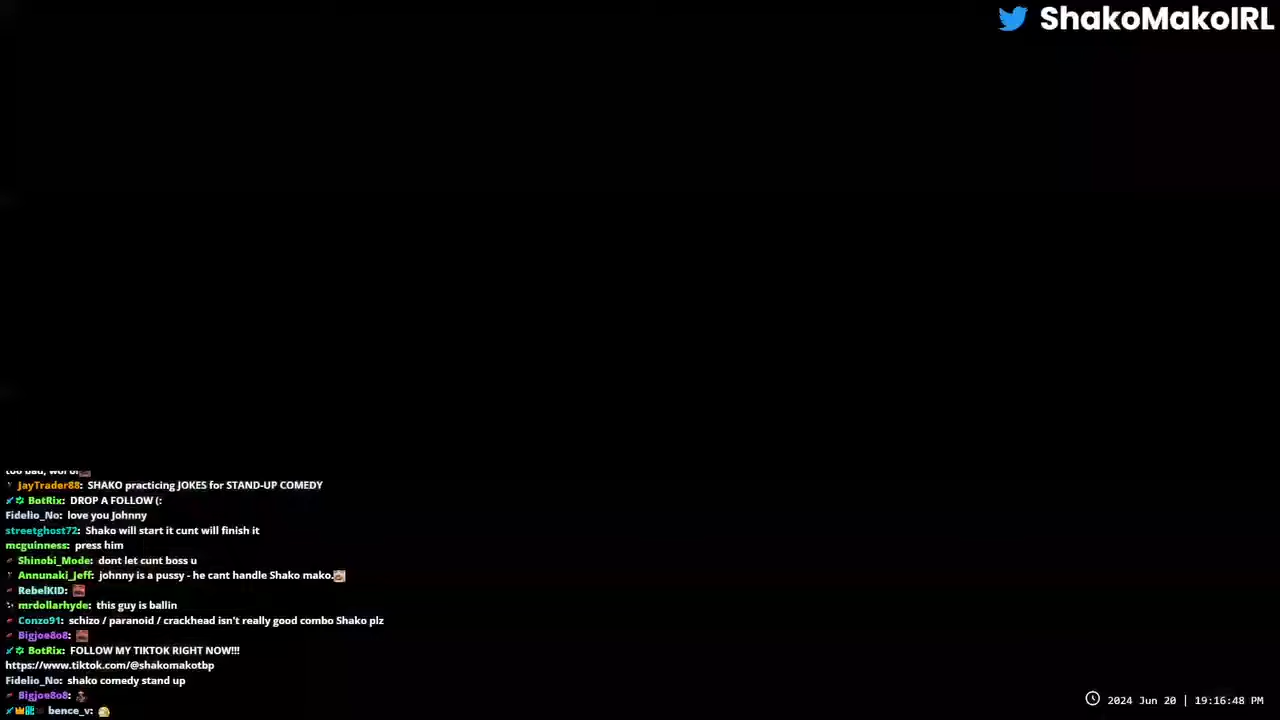 ShakoMakoIRL
too bad, wor
JayTrader88: SHAKO practicing JOKES for STAND-UP COMEDY
BotRix: DROP A FOLLOW (:
Fidelio_No: love you Johnny
streetghost72: Shako will start it cunt will finish it
mcguinness: press him
Shinobi_Mode: dont let cunt boss u
Annunaki_Jeff: johnny is a pussy - he cant handle Shako mako.
RebelKID:
mrdollarhyde: this guy is ballin
Conzo91: schizo / paranoid / crackhead isn't really good combo Shako plz
Bigjoe8o8:
BotRix: FOLLOW MY TIKTOK RIGHT NOW!!!
https://www.tiktok.com/@shakomakotbp
Fidelio_No: shako comedy stand up
Bigjoe8o8:
bence_v:
2024 Jun 20 | 19:16:48 PM